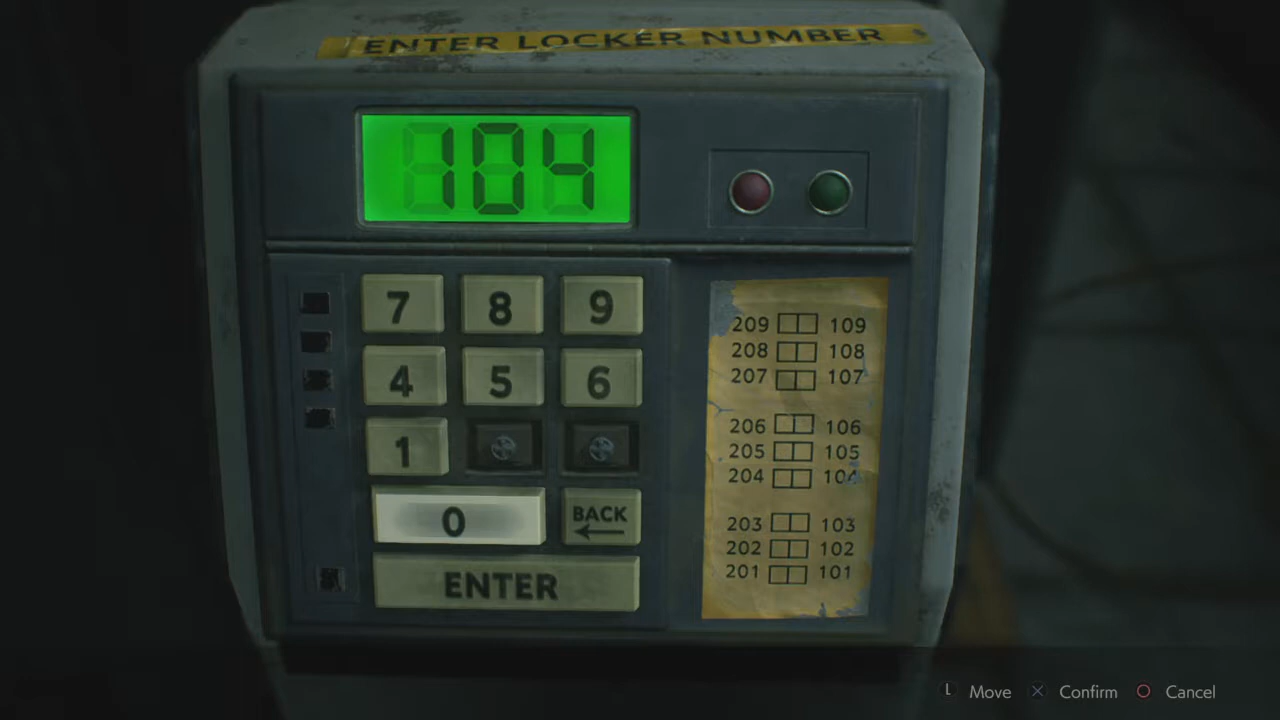 ENTER LOCKER NUMBER
104
7 8 9
4 5 6
1
0 BACK
ENTER
209 109
208 108
207 107
206 106
205 105
204 104
203 103
202 102
201 101
L Move Confirm Cancel